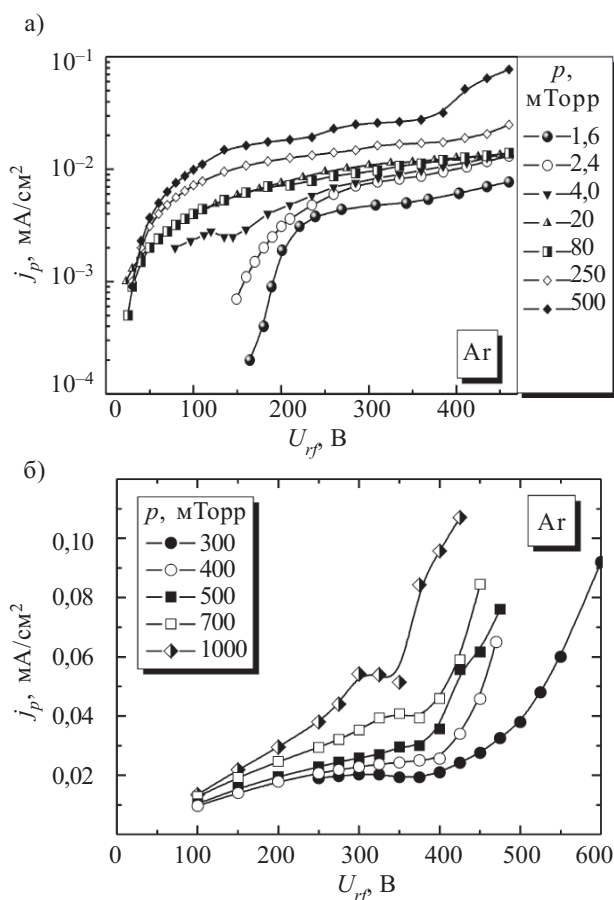 а)
10⁻¹
10⁻²
10⁻³
10⁻⁴
jₚ, мА/см²
0 100 200 300 400
U_rf, В
Ar
p,
мТорр
1,6
2,4
4,0
20
80
250
500
б)
0,10
0,08
0,06
0,04
0,02
jₚ, мА/см²
0 100 200 300 400 500 600
U_rf, В
p, мТорр
300
400
500
700
1000
Ar